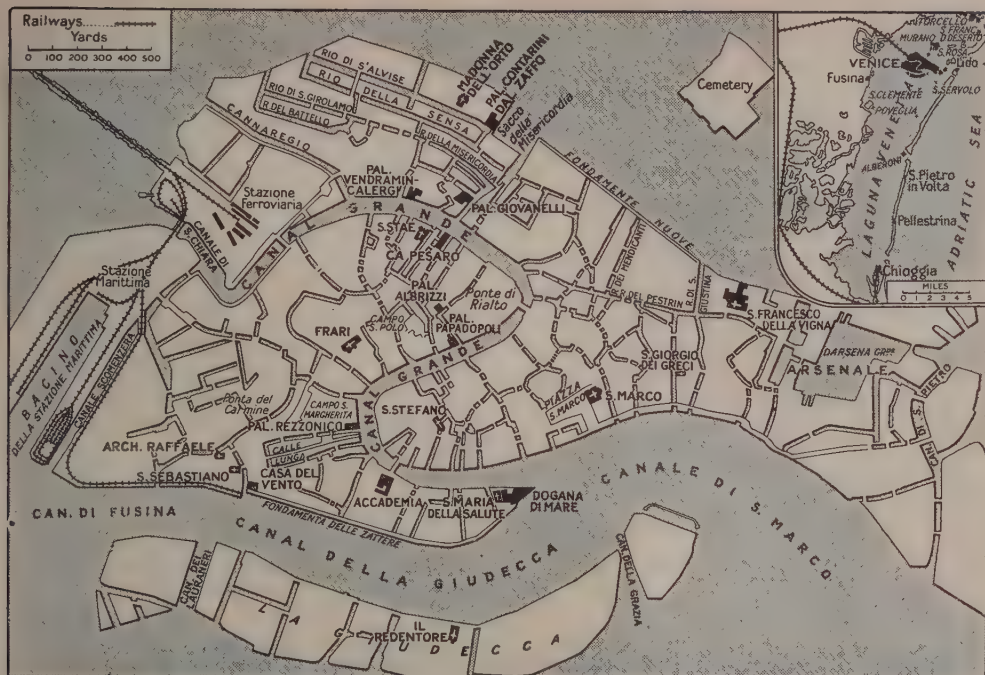 Railways
Yards
0 100 200 300 400 500
RIO DI S'ALVISE
RIO DELLA SENSA
RIO DI S. GIROLAMO
R. DEL BATTELLO
CANNAREGIO
MADONNA
DELL'ORTO
PAL. CONTARINI
DAL ZAFFO
Sacco
della
Misericordia
R. DELLA MISERICORDIA
Cemetery
TORCELLO
MURANO
VENICE
Fusina
Lido
S. SERVOLO
S. CLEMENTE
POVEGLIA
LAGUNA VENETA
ALBERONI
S. Pietro
in Volta
Pellestrina
ADRIATIC SEA
Chioggia
MILES
0 1 2 3 4 5
PAL.
VENDRAMIN-
CALERGI
Stazione
Ferroviaria
CANAL GRANDE
PAL. GIOVANELLI
FONDAMENTE NUOVE
CANALE DI
S. CHIARA
S. STAE
CA. PESARO
R. DEI MENDICANTI
R. DEL PESTRIN
R. DI S.
GIUSTINA
Stazione
Marittima
PAL.
ALBRIZZI
Ponte di
Rialto
CAMPO
S. POLO
PAL.
PAPADOPOLI
FRARI
S. FRANCESCO
DELLA VIGNA
DARSENA GRDE
ARSENALE
BACINO
DELLA STAZIONE MARITTIMA
CANALE SCOMENZERA
CANAL GRANDE
S. GIORGIO
DEI GRECI
PIAZZA
S. MARCO
S. MARCO
CAN. DI S. PIETRO
Ponta del
Carmine
CAMPO S.
MARGHERITA
S. STEFANO
PAL. REZZONICO
ARCH. RAFFAELE
CALLE
LUNGA
S. SEBASTIANO
CASA DEL
VENTO
ACCADEMIA
S. MARIA
DELLA SALUTE
DOGANA
DI MARE
CANALE DI S. MARCO
CAN. DI FUSINA
FONDAMENTA DELLE ZATTERE
CANAL DELLA GIUDECCA
CAN. DEI
LAURANERI
CAN. DELLA GRAZIA
LA GIUDECCA
IL
REDENTORE